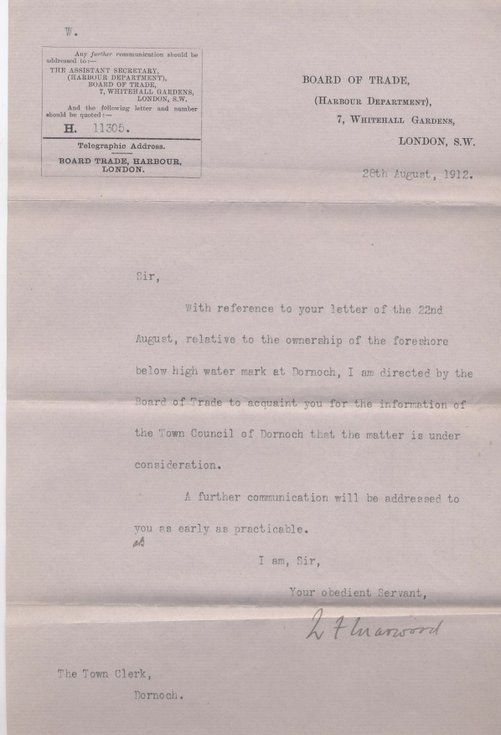 W.
Any further communication should be
addressed to:—
THE ASSISTANT SECRETARY,
(HARBOUR DEPARTMENT),
BOARD OF TRADE,
7, WHITEHALL GARDENS,
LONDON, S.W.
And the following letter and number
should be quoted:—
H. 11305.
Telegraphic Address.
BOARD TRADE, HARBOUR,
LONDON.
BOARD OF TRADE,
(HARBOUR DEPARTMENT),
7, WHITEHALL GARDENS,
LONDON, S.W.
28th August, 1912.
Sir,
With reference to your letter of the 22nd
August, relative to the ownership of the foreshore
below high water mark at Dornoch, I am directed by the
Board of Trade to acquaint you for the information of
the Town Council of Dornoch that the matter is under
consideration.
A further communication will be addressed to
you as early as practicable.
I am, Sir,
Your obedient Servant,
The Town Clerk,
Dornoch.